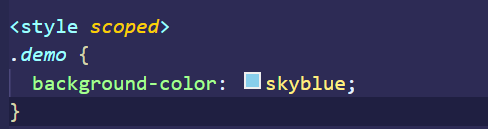 <style scoped>
.demo {
  background-color: skyblue;
}